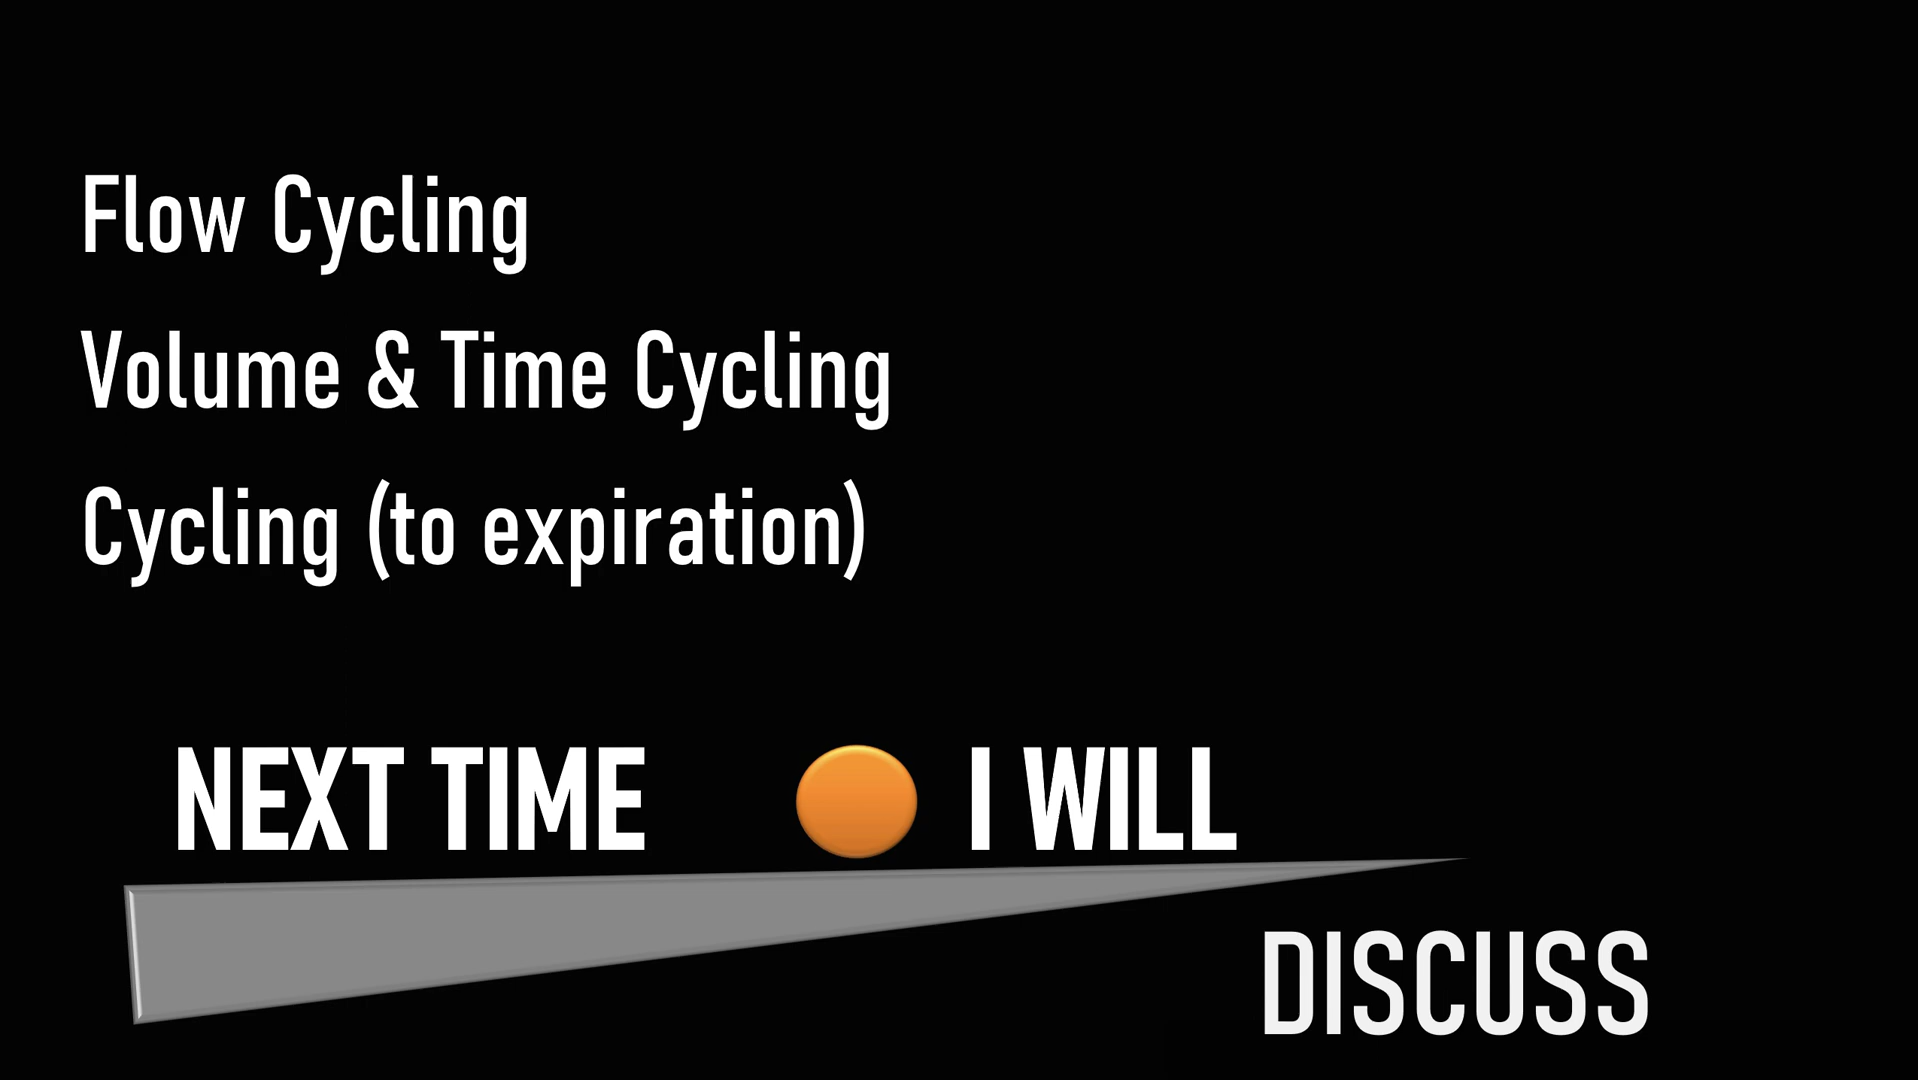 Flow Cycling
Volume & Time Cycling
Cycling (to expiration)
NEXT TIME I WILL
DISCUSS